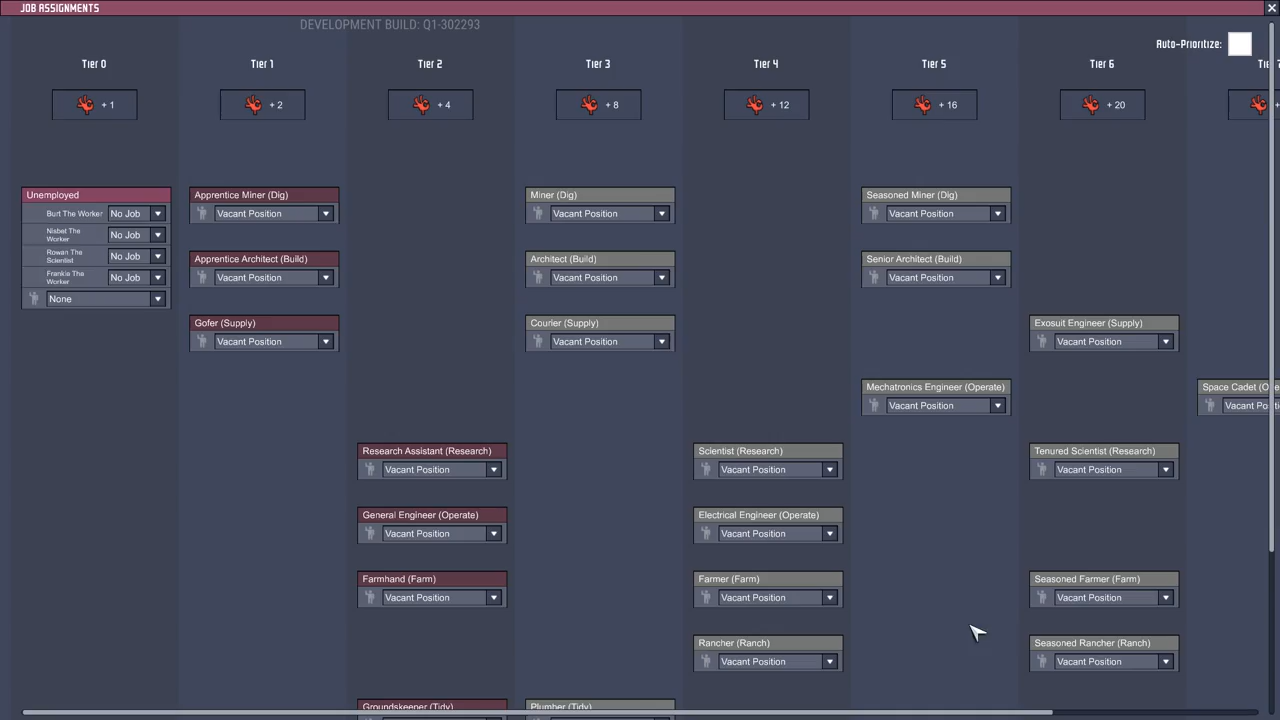 JOB ASSIGNMENTS
DEVELOPMENT BUILD: Q1-302293
Auto-Prioritize:
Tier 0
Tier 1
Tier 2
Tier 3
Tier 4
Tier 5
Tier 6
+ 1
+ 2
+ 4
+ 8
+ 12
+ 16
+ 20
Unemployed
Burt The Worker
No Job
Nisbet The
Worker
No Job
Rowan The
Scientist
No Job
Frankie The
Worker
No Job
None
Apprentice Miner (Dig)
Vacant Position
Miner (Dig)
Vacant Position
Seasoned Miner (Dig)
Vacant Position
Apprentice Architect (Build)
Vacant Position
Architect (Build)
Vacant Position
Senior Architect (Build)
Vacant Position
Gofer (Supply)
Vacant Position
Courier (Supply)
Vacant Position
Exosuit Engineer (Supply)
Vacant Position
Mechatronics Engineer (Operate)
Vacant Position
Space Cadet (Ope
Vacant Posi
Research Assistant (Research)
Vacant Position
Scientist (Research)
Vacant Position
Tenured Scientist (Research)
Vacant Position
General Engineer (Operate)
Vacant Position
Electrical Engineer (Operate)
Vacant Position
Farmhand (Farm)
Vacant Position
Farmer (Farm)
Vacant Position
Seasoned Farmer (Farm)
Vacant Position
Rancher (Ranch)
Vacant Position
Seasoned Rancher (Ranch)
Vacant Position
Groundskeeper (Tidy)
Plumber (Tidy)